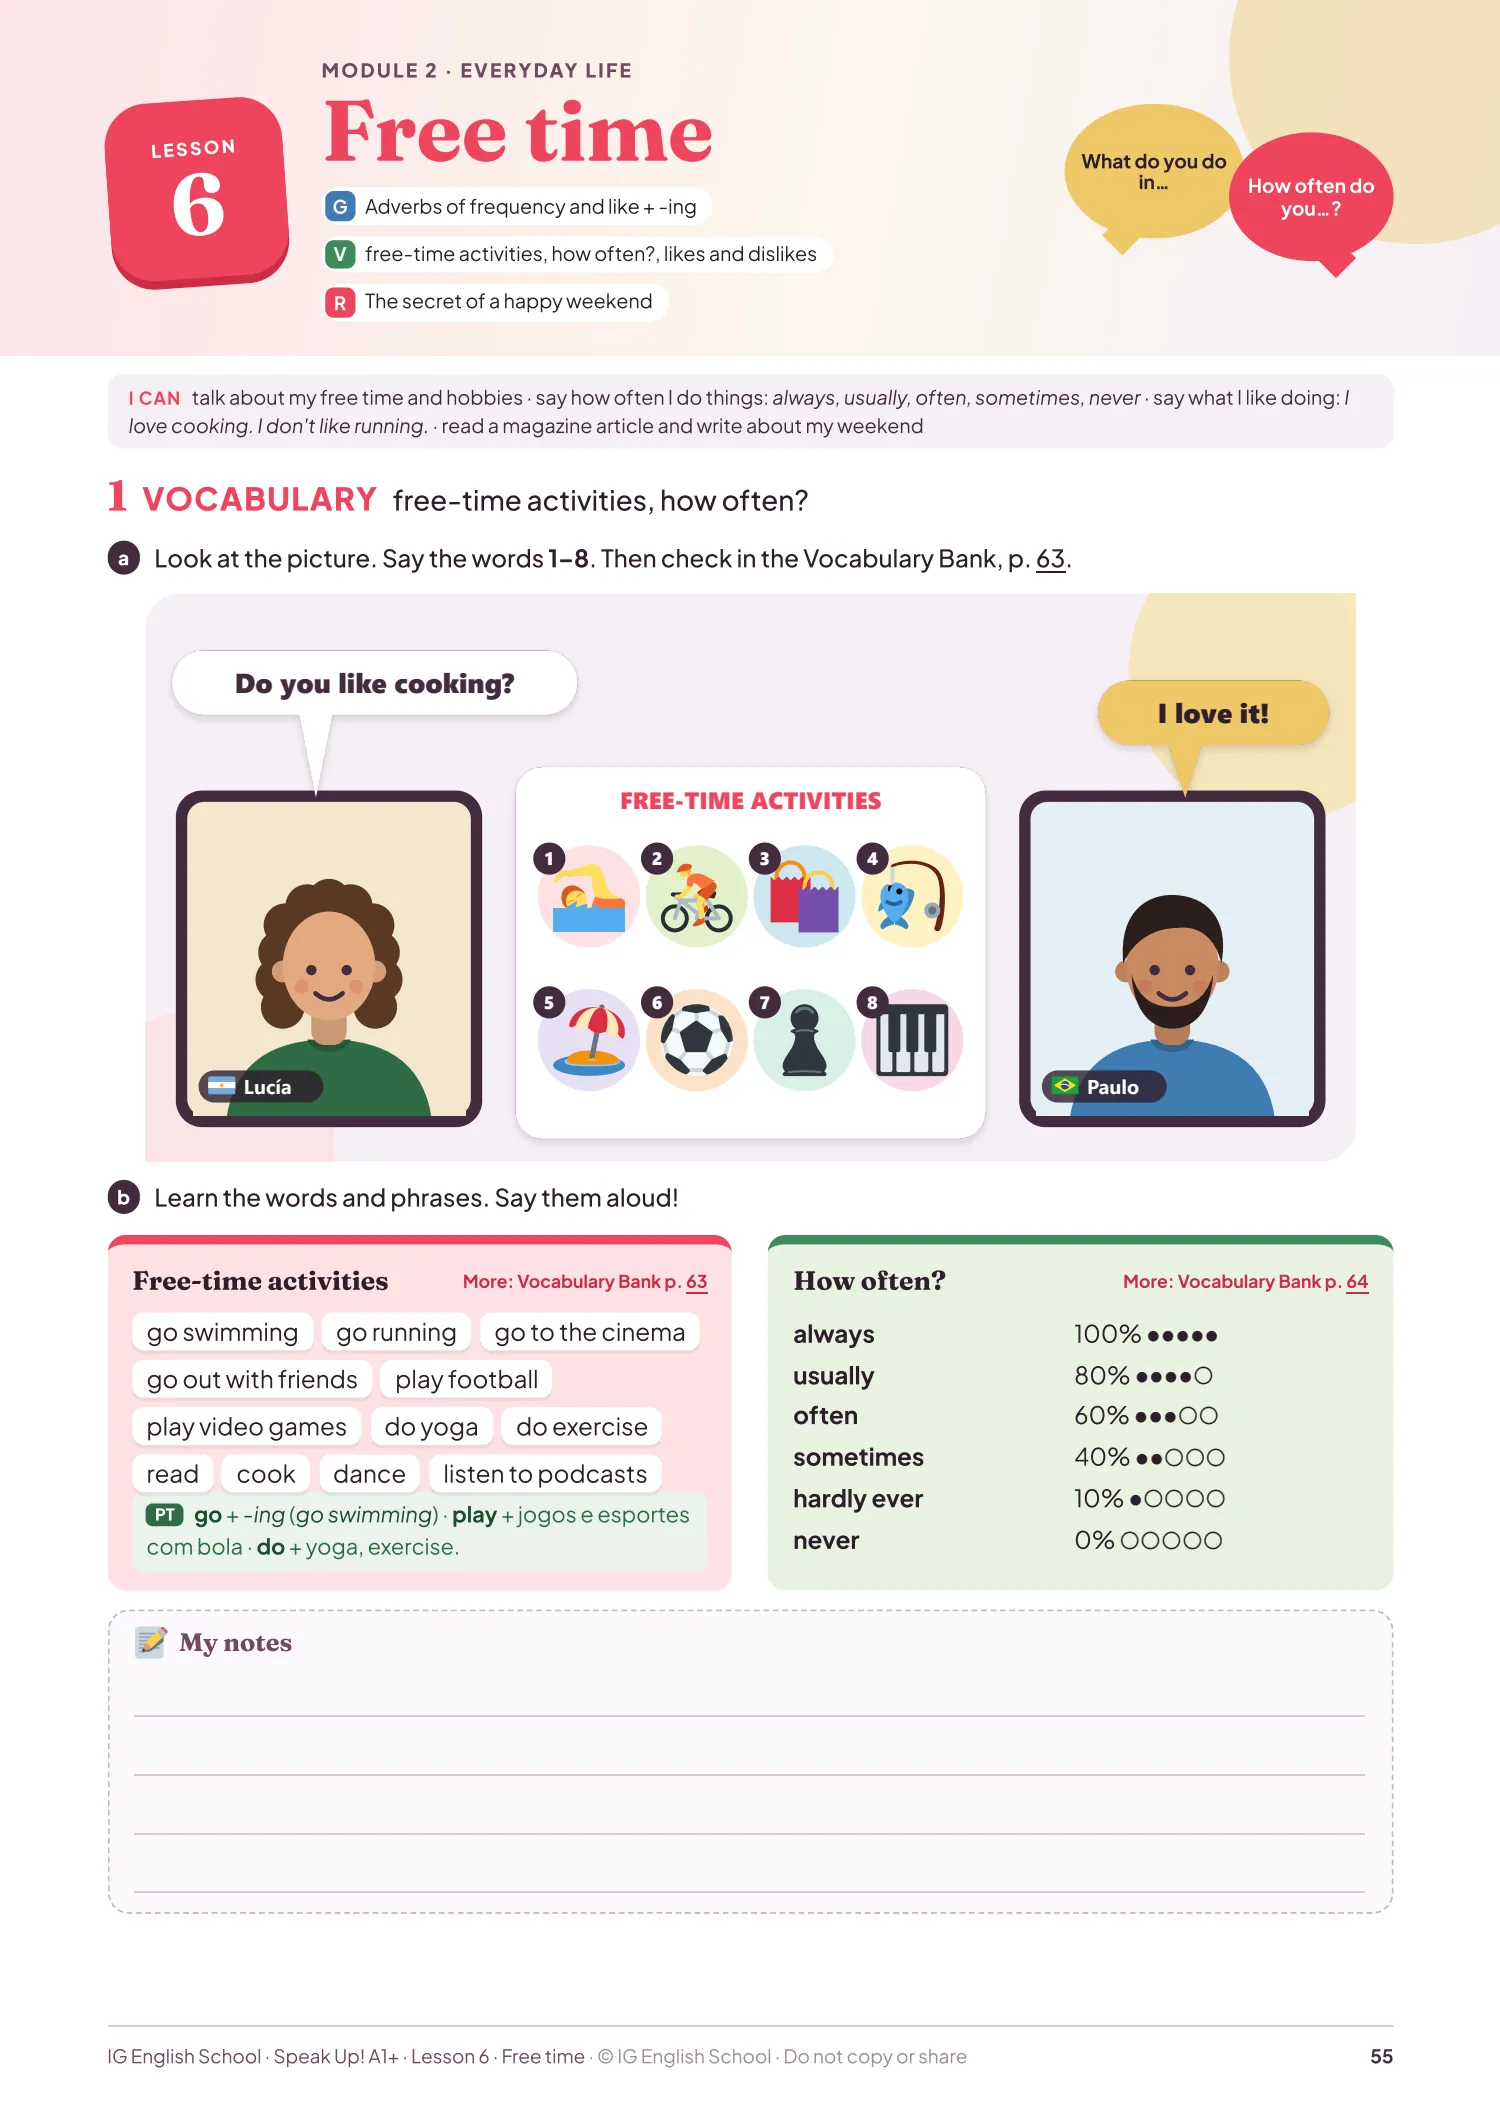 MODULE 2 · EVERYDAY LIFE
LESSON
6
Free time
G Adverbs of frequency and like + -ing
V free-time activities, how often?, likes and dislikes
R The secret of a happy weekend
What do you do
in...
How often do
you...?
I CAN talk about my free time and hobbies · say how often I do things: always, usually, often, sometimes, never · say what I like doing: I
love cooking. I don't like running. · read a magazine article and write about my weekend
1 VOCABULARY free-time activities, how often?
a Look at the picture. Say the words 1–8. Then check in the Vocabulary Bank, p. 63.
Do you like cooking?
I love it!
FREE-TIME ACTIVITIES
1 2 3 4
5 6 7 8
Lucía
Paulo
b Learn the words and phrases. Say them aloud!
Free-time activities More: Vocabulary Bank p. 63
go swimming go running go to the cinema
go out with friends play football
play video games do yoga do exercise
read cook dance listen to podcasts
PT go + -ing (go swimming) · play + jogos e esportes
com bola · do + yoga, exercise.
How often? More: Vocabulary Bank p. 64
always 100% ●●●●●
usually 80% ●●●●○
often 60% ●●●○○
sometimes 40% ●●○○○
hardly ever 10% ●○○○○
never 0% ○○○○○
My notes
IG English School · Speak Up! A1+ · Lesson 6 · Free time · © IG English School · Do not copy or share 55